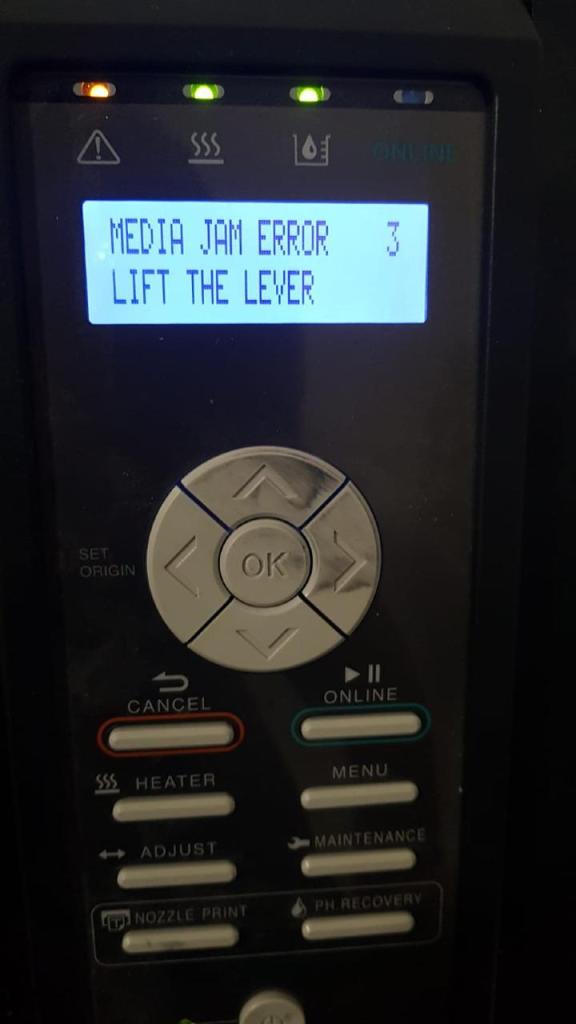 ONLINE
MEDIA JAM ERROR 3
LIFT THE LEVER
SET
ORIGIN
OK
CANCEL
ONLINE
HEATER
MENU
ADJUST
MAINTENANCE
NOZZLE PRINT
PH RECOVERY